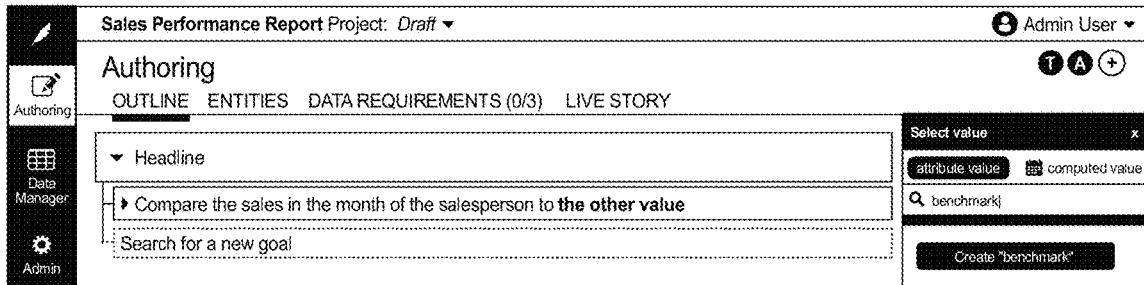 Sales Performance Report Project: Draft
Admin User
Authoring
T A +
OUTLINE ENTITIES DATA REQUIREMENTS (0/3) LIVE STORY
Authoring
Data
Manager
Admin
Headline
Compare the sales in the month of the salesperson to the other value
Search for a new goal
Select value x
attribute value computed value
benchmark
Create "benchmark"